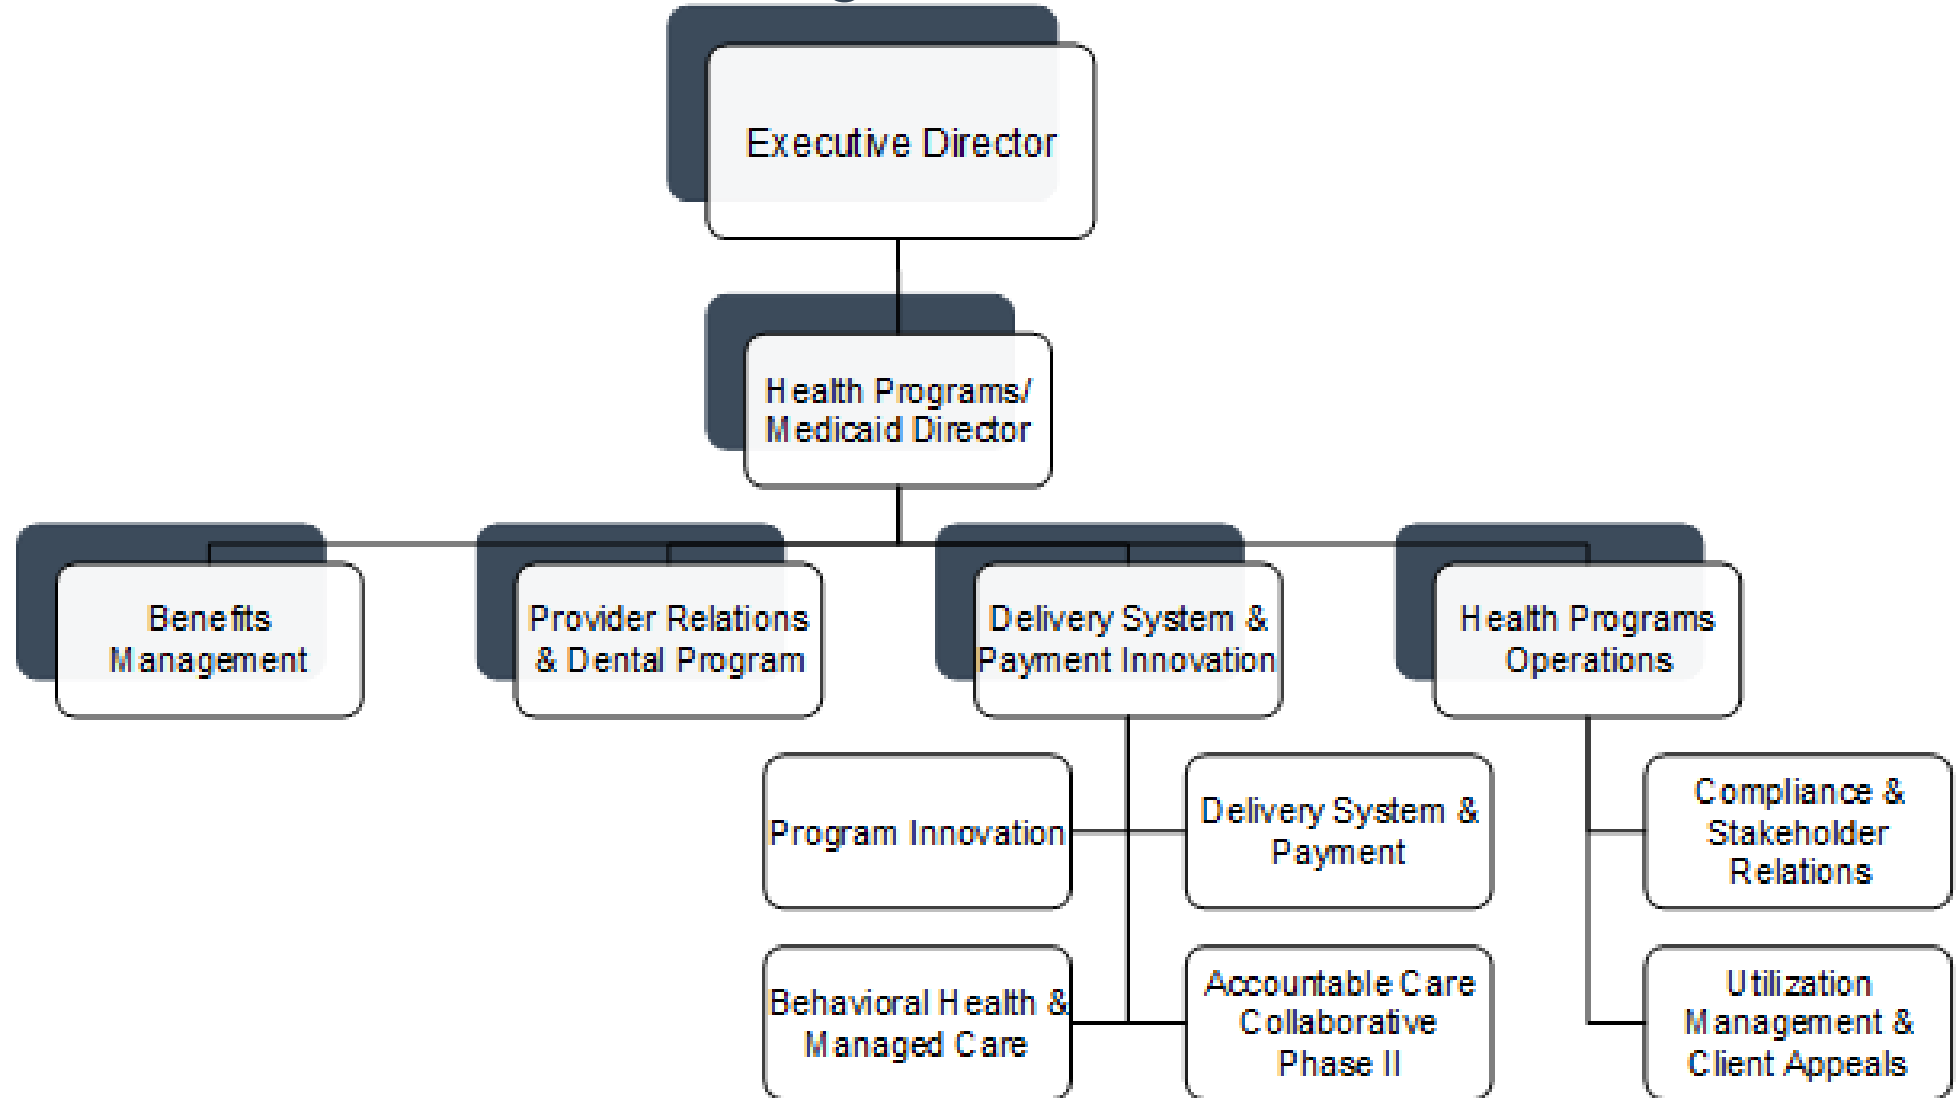 Executive Director
Health Programs/
Medicaid Director
Benefits
Management
Provider Relations
& Dental Program
Delivery System &
Payment Innovation
Health Programs
Operations
Program Innovation
Delivery System &
Payment
Compliance &
Stakeholder
Relations
Behavioral Health &
Managed Care
Accountable Care
Collaborative
Phase II
Utilization
Management &
Client Appeals